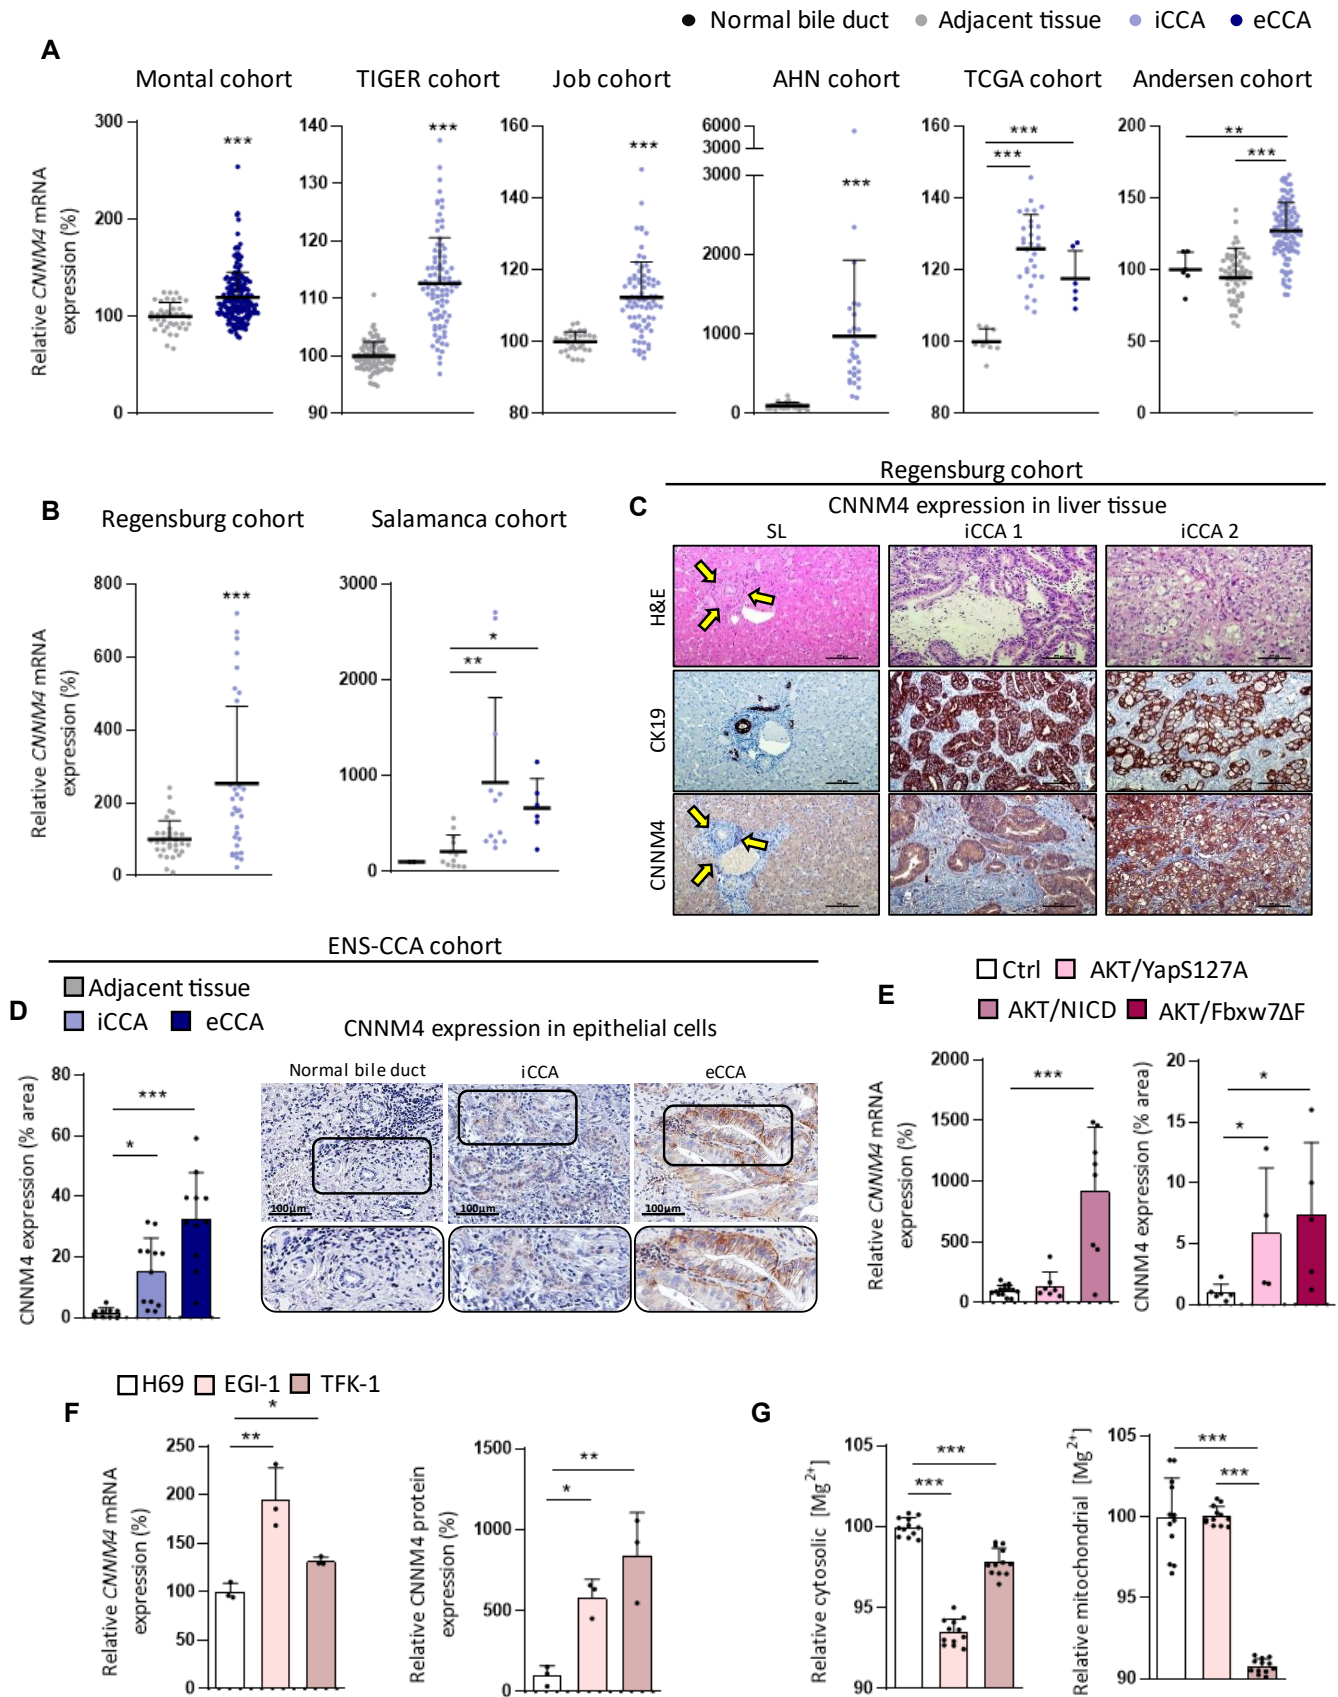 Normal bile duct Adjacent tissue iCCA eCCA
A
Montal cohort TIGER cohort Job cohort AHN cohort TCGA cohort Andersen cohort
Relative CNNM4 mRNA
expression (%)
300
200
100
0
***
140
130
120
110
100
90
***
160
140
120
100
80
***
6000
3000
3000
2000
1000
0
***
160
140
120
100
80
***
***
200
150
100
50
0
**
***
B
Regensburg cohort Salamanca cohort
Relative CNNM4 mRNA
expression (%)
800
600
400
200
0
***
3000
2000
1000
0
*
**
Regensburg cohort
C
CNNM4 expression in liver tissue
SL iCCA 1 iCCA 2
H&E
CK19
CNNM4
ENS-CCA cohort
D
Adjacent tissue
iCCA eCCA
CNNM4 expression in epithelial cells
Normal bile duct iCCA eCCA
CNNM4 expression (% area)
80
60
40
20
0
***
*
100µm 100µm 100µm
E
Ctrl AKT/YapS127A
AKT/NICD AKT/Fbxw7ΔF
Relative CNNM4 mRNA
expression (%)
2000
1500
1000
500
0
***
CNNM4 expression (% area)
20
15
10
5
0
*
*
H69 EGI-1 TFK-1
F
Relative CNNM4 mRNA
expression (%)
250
200
150
100
50
0
*
**
Relative CNNM4 protein
expression (%)
1500
1000
500
0
**
*
G
Relative cytosolic [Mg2+]
105
100
95
90
***
***
Relative mitochondrial [Mg2+]
105
100
95
90
***
***